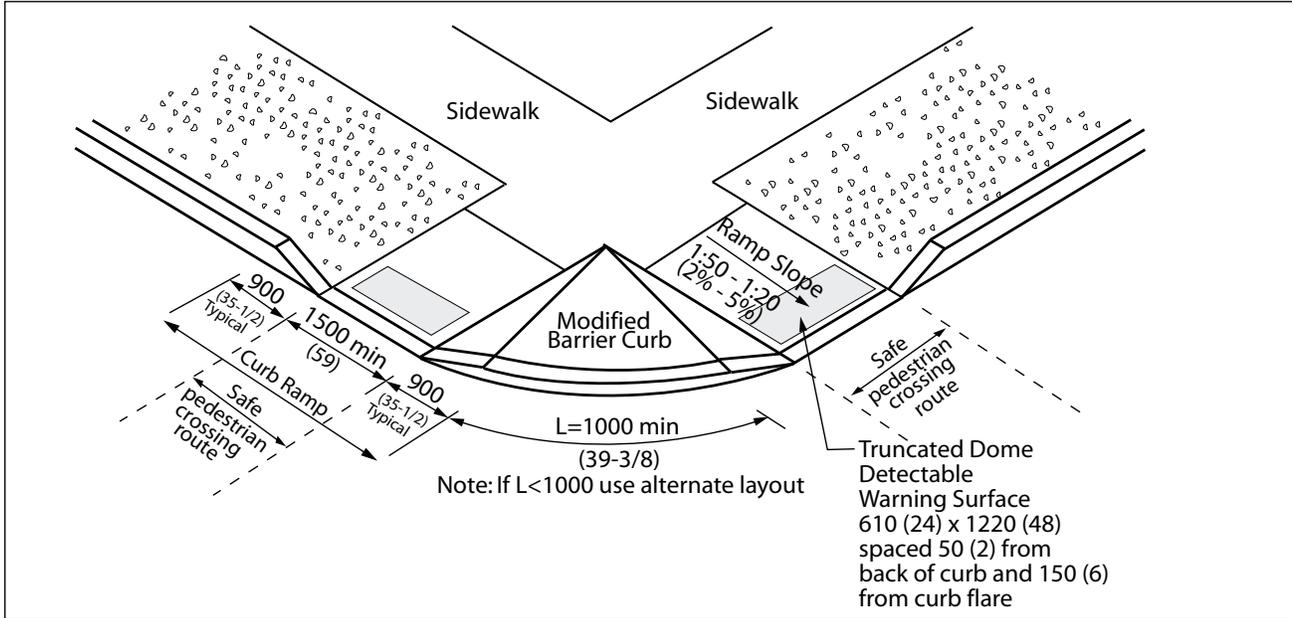 Sidewalk
Sidewalk
Ramp Slope
1:50 - 1:20
(2% - 5%)
Modified
Barrier Curb
900
(35-1/2)
Typical
1500 min
(59)
900
(35-1/2)
Typical
Curb Ramp
Safe
pedestrian
crossing
route
Safe
pedestrian
crossing
route
L=1000 min
(39-3/8)
Note: If L<1000 use alternate layout
Truncated Dome
Detectable
Warning Surface
610 (24) x 1220 (48)
spaced 50 (2) from
back of curb and 150 (6)
from curb flare